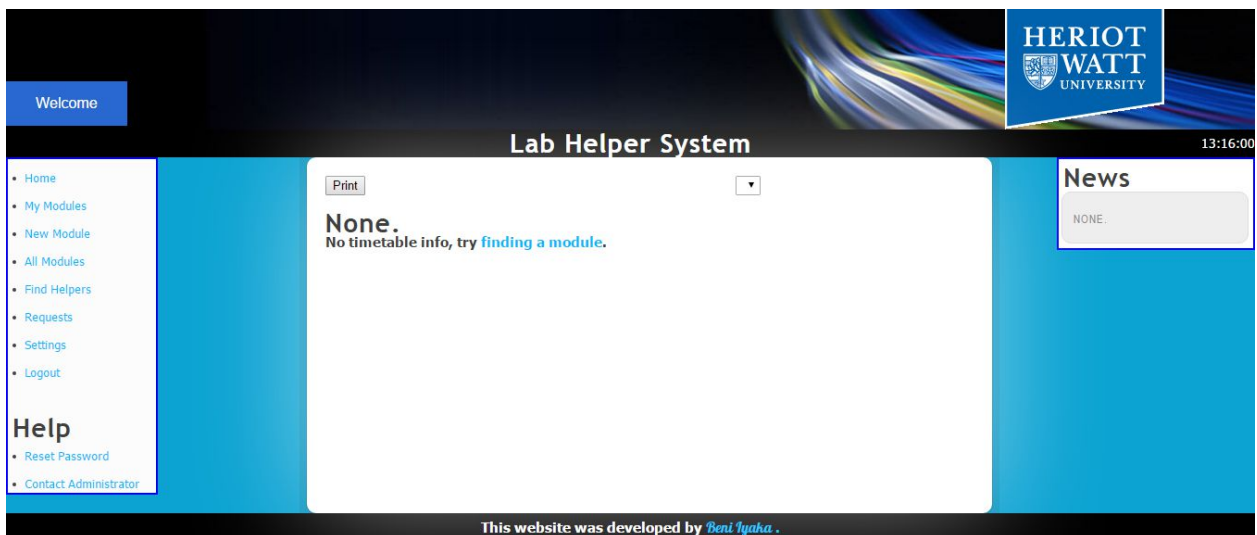 HERIOT
WATT
UNIVERSITY
Welcome
Lab Helper System
13:16:00
Home
My Modules
New Module
All Modules
Find Helpers
Requests
Settings
Logout
Help
Reset Password
Contact Administrator
Print
None.
No timetable info, try finding a module.
News
NONE.
This website was developed by Beni Iyaka .